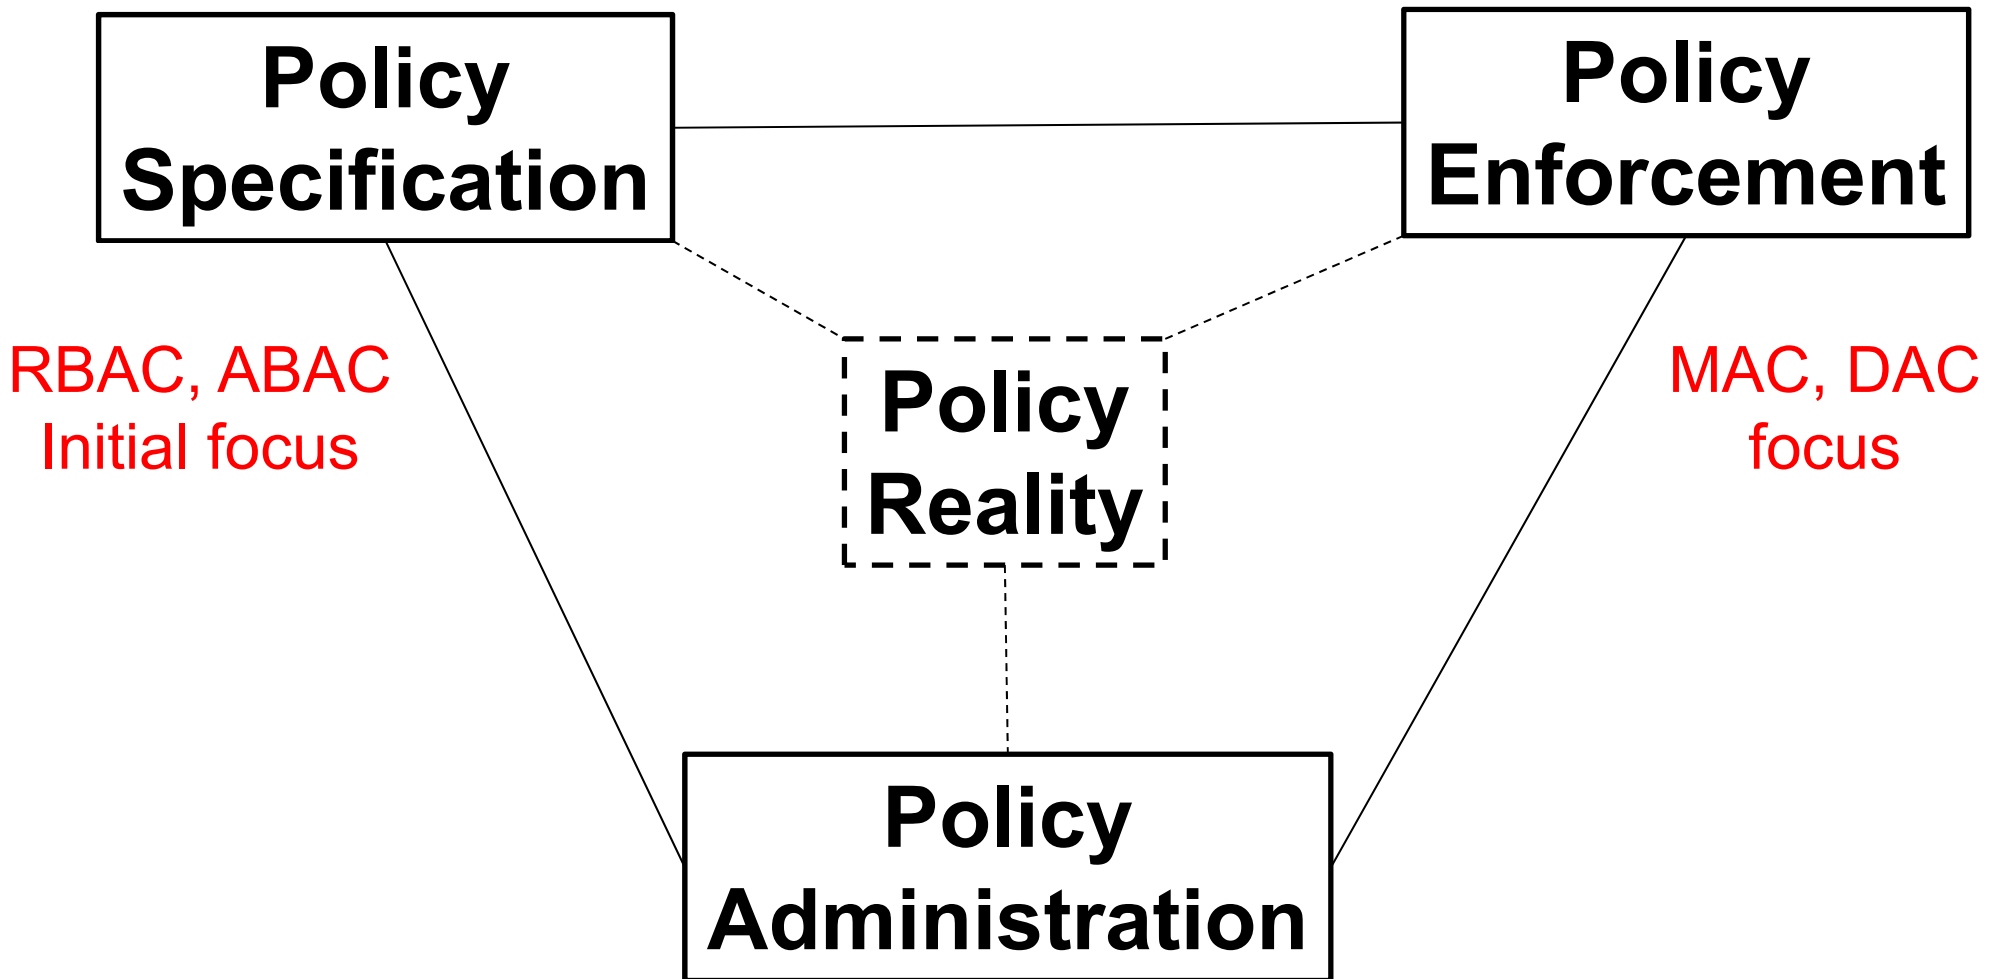 Policy
Specification
Policy
Enforcement
RBAC, ABAC
Initial focus
Policy
Reality
MAC, DAC
focus
Policy
Administration